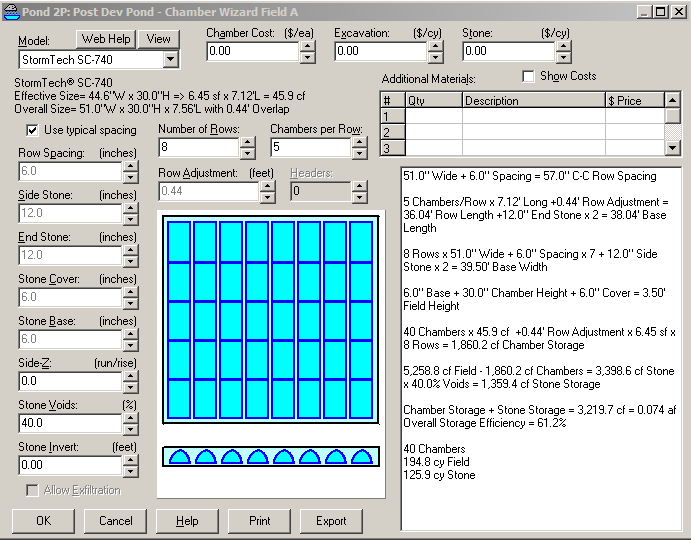 Pond 2P: Post Dev Pond - Chamber Wizard Field A
Model:
Web Help
View
StormTech SC-740
Chamber Cost: ($/ea)
0.00
Excavation: ($/cy)
0.00
Stone: ($/cy)
0.00
StormTech® SC-740
Effective Size= 44.6"W x 30.0"H => 6.45 sf x 7.12'L = 45.9 cf
Overall Size= 51.0"W x 30.0"H x 7.56'L with 0.44' Overlap
Additional Materials:
Show Costs
# Qty Description $ Price
1
2
3
Use typical spacing
Number of Rows:
8
Chambers per Row:
5
Row Spacing: (inches)
6.0
Row Adjustment: (feet)
0.44
Headers:
0
Side Stone: (inches)
12.0
End Stone: (inches)
12.0
Stone Cover: (inches)
6.0
Stone Base: (inches)
6.0
Side-Z: (run/rise)
0.0
Stone Voids: (%)
40.0
Stone Invert: (feet)
0.00
Allow Exfiltration
51.0" Wide + 6.0" Spacing = 57.0" C-C Row Spacing
5 Chambers/Row x 7.12' Long +0.44' Row Adjustment =
36.04' Row Length +12.0" End Stone x 2 = 38.04' Base
Length
8 Rows x 51.0" Wide + 6.0" Spacing x 7 + 12.0" Side
Stone x 2 = 39.50' Base Width
6.0" Base + 30.0" Chamber Height + 6.0" Cover = 3.50'
Field Height
40 Chambers x 45.9 cf +0.44' Row Adjustment x 6.45 sf x
8 Rows = 1,860.2 cf Chamber Storage
5,258.8 cf Field - 1,860.2 cf Chambers = 3,398.6 cf Stone
x 40.0% Voids = 1,359.4 cf Stone Storage
Chamber Storage + Stone Storage = 3,219.7 cf = 0.074 af
Overall Storage Efficiency = 61.2%
40 Chambers
194.8 cy Field
125.9 cy Stone
OK
Cancel
Help
Print
Export